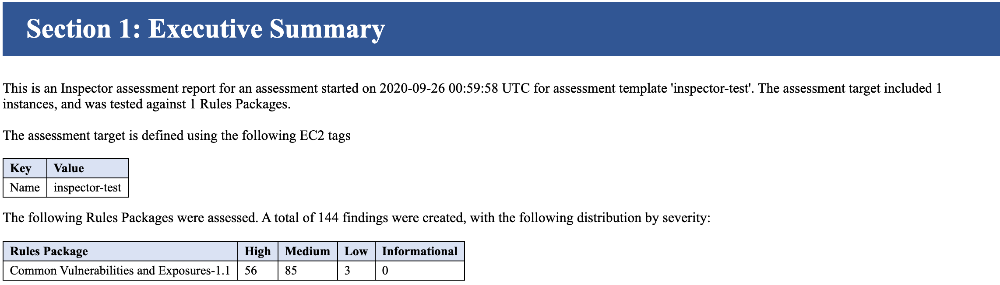 Section 1: Executive Summary
This is an Inspector assessment report for an assessment started on 2020-09-26 00:59:58 UTC for assessment template 'inspector-test'. The assessment target included 1
instances, and was tested against 1 Rules Packages.
The assessment target is defined using the following EC2 tags
Key Value
Name inspector-test
The following Rules Packages were assessed. A total of 144 findings were created, with the following distribution by severity:
Rules Package High Medium Low Informational
Common Vulnerabilities and Exposures-1.1 56 85 3 0